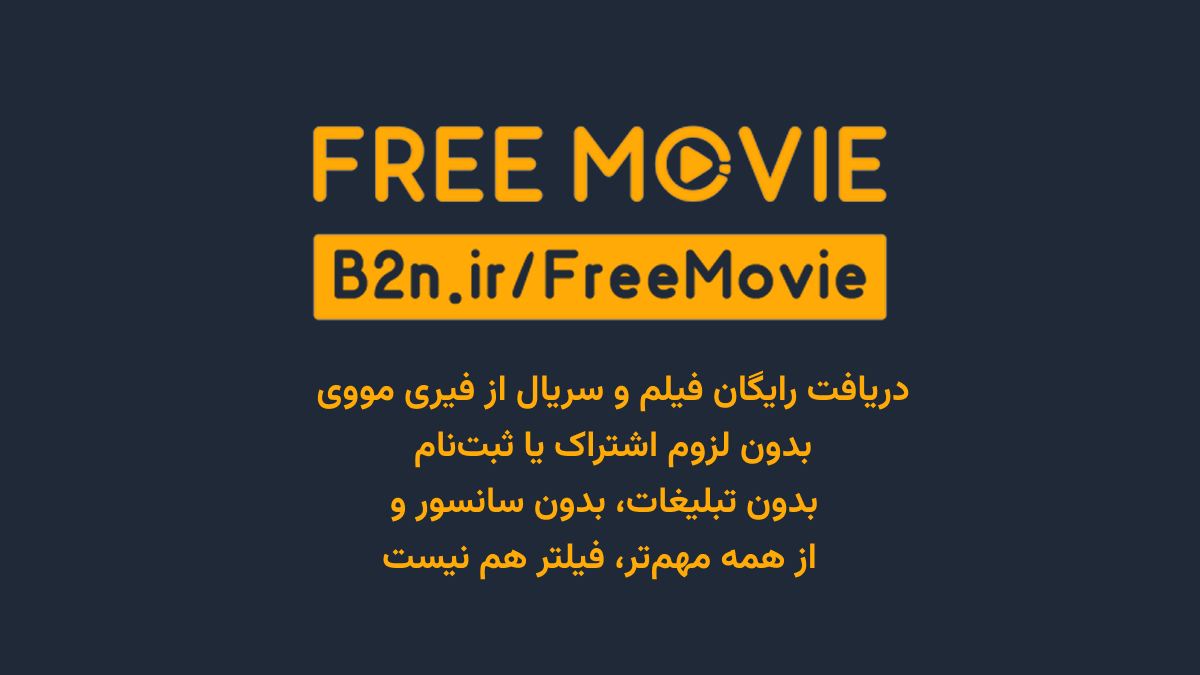 FREE MOVIE
B2n.ir/FreeMovie
دریافت رایگان فیلم و سریال از فیری مووی
بدون لزوم اشتراک یا ثبت‌نام
بدون تبلیغات، بدون سانسور و
از همه مهم‌تر، فیلتر هم نیست